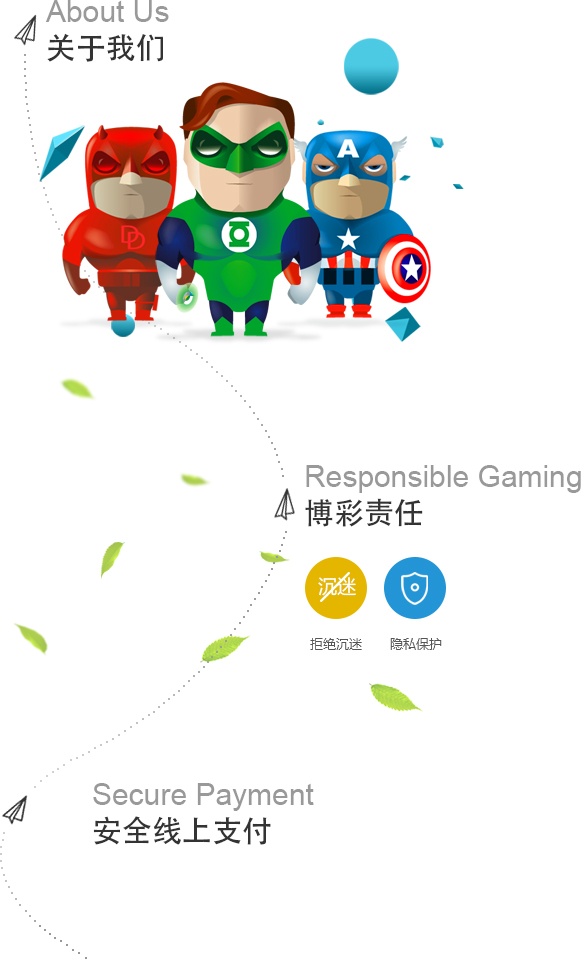 About Us
关于我们
A
DD
Responsible Gaming
博彩责任
沉迷
拒绝沉迷
隐私保护
Secure Payment
安全线上支付